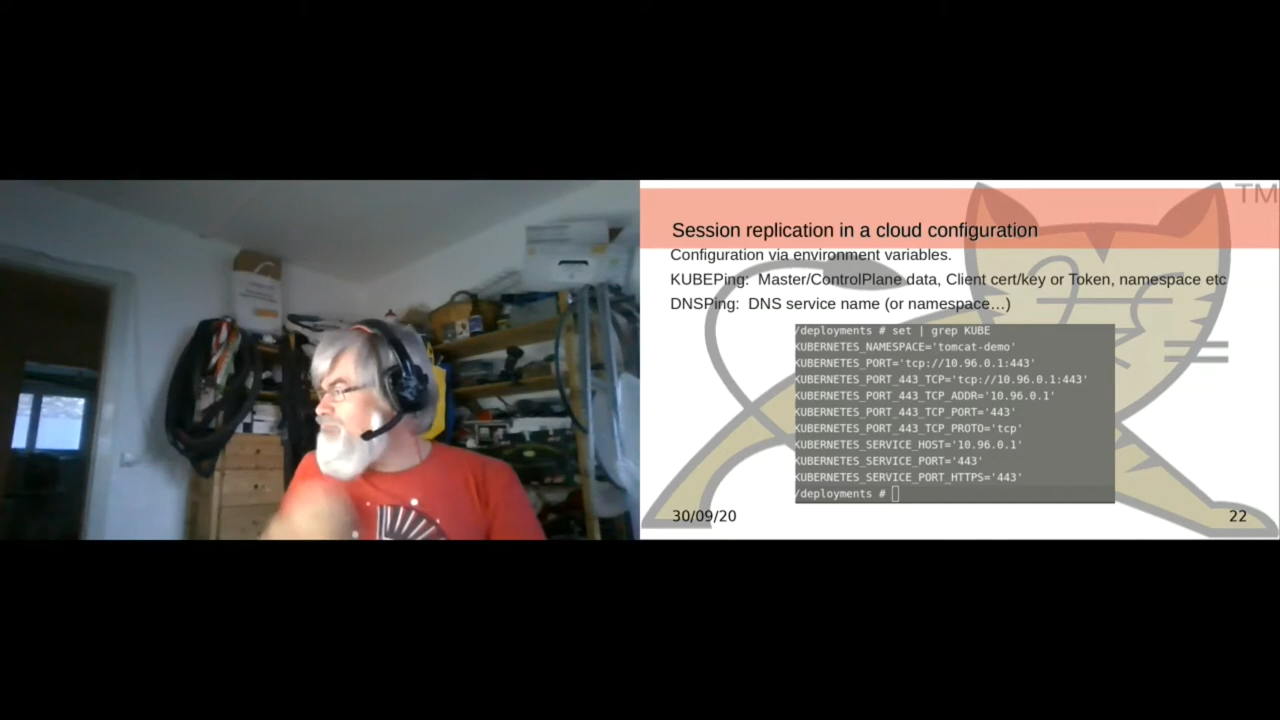 TM
Session replication in a cloud configuration
Configuration via environment variables.
KUBEPing: Master/ControlPlane data, Client cert/key or Token, namespace etc
DNSPing: DNS service name (or namespace…)
/deployments # set | grep KUBE
KUBERNETES_NAMESPACE='tomcat-demo'
KUBERNETES_PORT='tcp://10.96.0.1:443'
KUBERNETES_PORT_443_TCP='tcp://10.96.0.1:443'
KUBERNETES_PORT_443_TCP_ADDR='10.96.0.1'
KUBERNETES_PORT_443_TCP_PORT='443'
KUBERNETES_PORT_443_TCP_PROTO='tcp'
KUBERNETES_SERVICE_HOST='10.96.0.1'
KUBERNETES_SERVICE_PORT='443'
KUBERNETES_SERVICE_PORT_HTTPS='443'
/deployments #
30/09/20
22